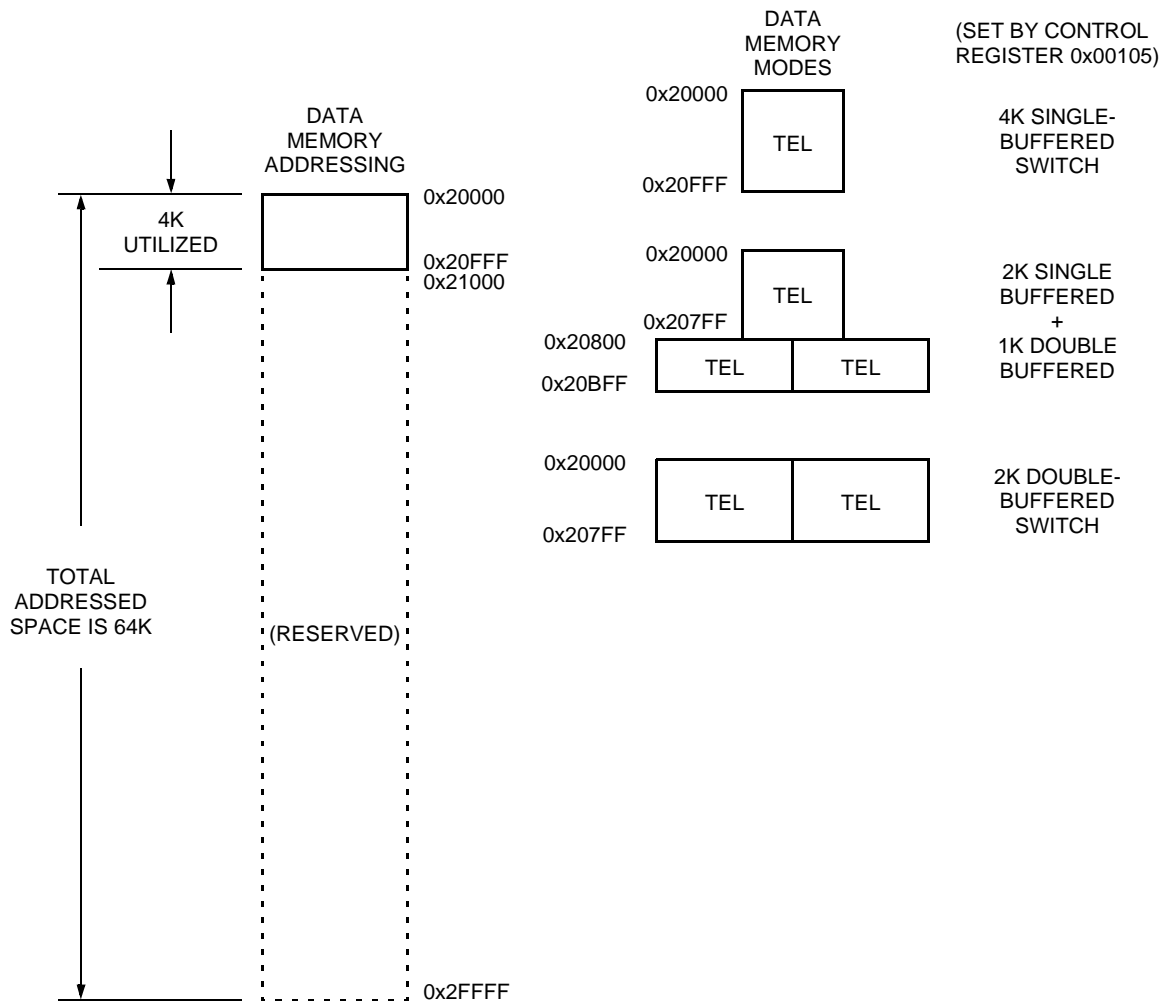 DATA
MEMORY
ADDRESSING
0x20000
4K
UTILIZED
0x20FFF
0x21000
TOTAL
ADDRESSED
SPACE IS 64K
(RESERVED)
0x2FFFF
DATA
MEMORY
MODES
(SET BY CONTROL
REGISTER 0x00105)
0x20000
TEL
0x20FFF
4K SINGLE-
BUFFERED
SWITCH
0x20000
TEL
0x207FF
0x20800
TEL TEL
0x20BFF
2K SINGLE
BUFFERED
+
1K DOUBLE
BUFFERED
0x20000
TEL TEL
0x207FF
2K DOUBLE-
BUFFERED
SWITCH